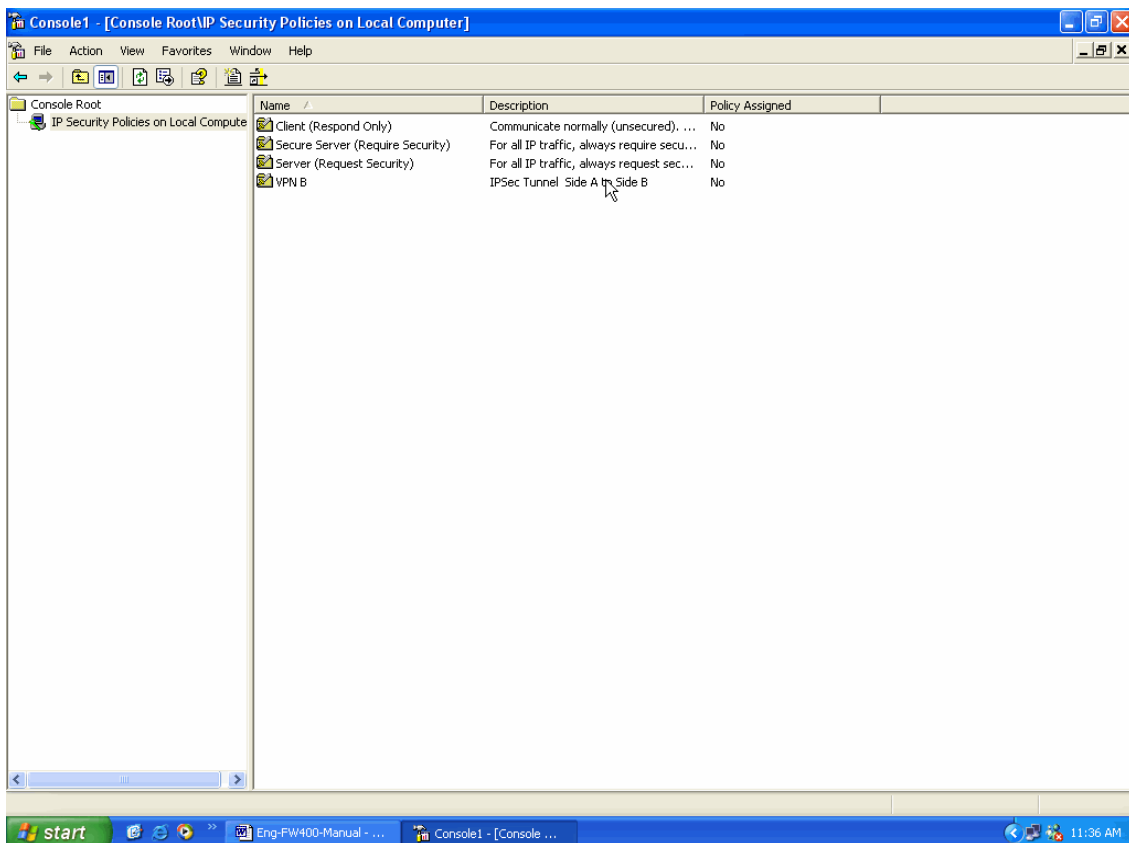 Console1 - [Console Root\IP Security Policies on Local Computer]
File Action View Favorites Window Help
Console Root
IP Security Policies on Local Compute
Name Description Policy Assigned
Client (Respond Only) Communicate normally (unsecured). ... No
Secure Server (Require Security) For all IP traffic, always require secu... No
Server (Request Security) For all IP traffic, always request sec... No
VPN B IPSec Tunnel Side A to Side B No
start Eng-FW400-Manual - ... Console1 - [Console ... 11:36 AM